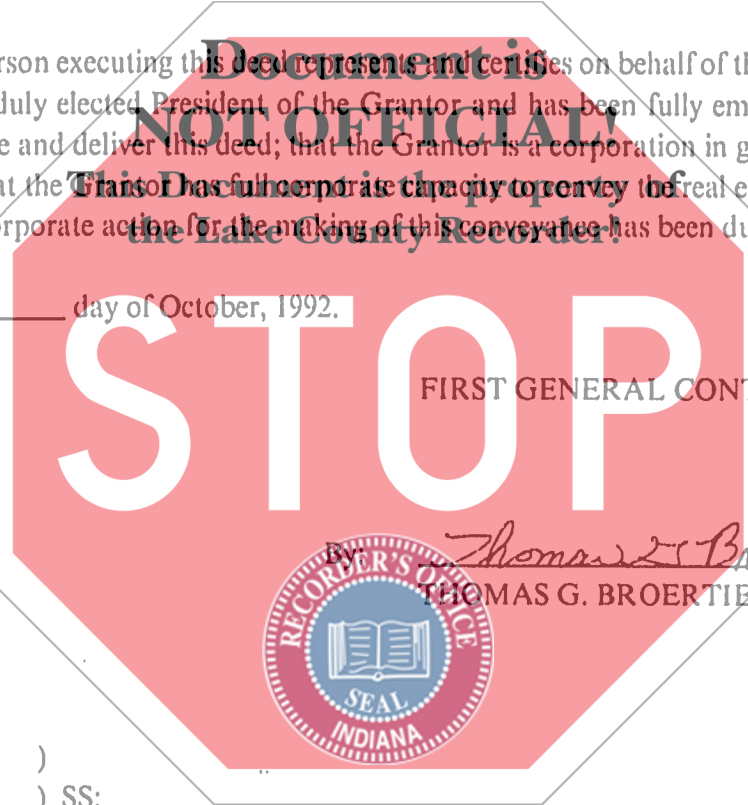 Document is
NOT OFFICIAL!
This Document is the property of
the Lake County Recorder!
rson executing this deed represents and certifies on behalf of th
duly elected President of the Grantor and has been fully em
e and deliver this deed; that the Grantor is a corporation in g
at the Grantor has full corporate capacity to convey the real e
rporate action for the making of this conveyance has been du
day of October, 1992.
STOP
FIRST GENERAL CONT
By: Thomas G B
THOMAS G. BROERTJE
RECORDER'S OFFICE
SEAL
INDIANA
)
) SS: